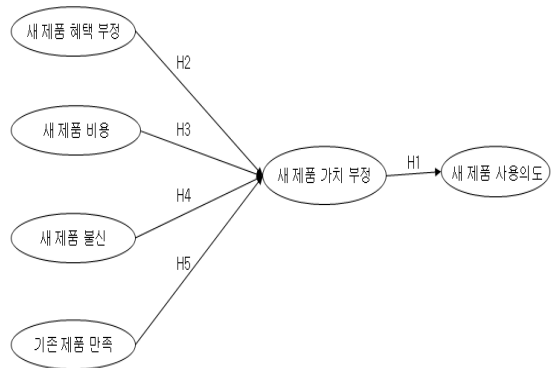 새 제품 혜택 부정
H2
새 제품 비용
H3
H1
새 제품 가치 부정
새 제품 사용의도
H4
새 제품 불신
H5
기존 제품 만족